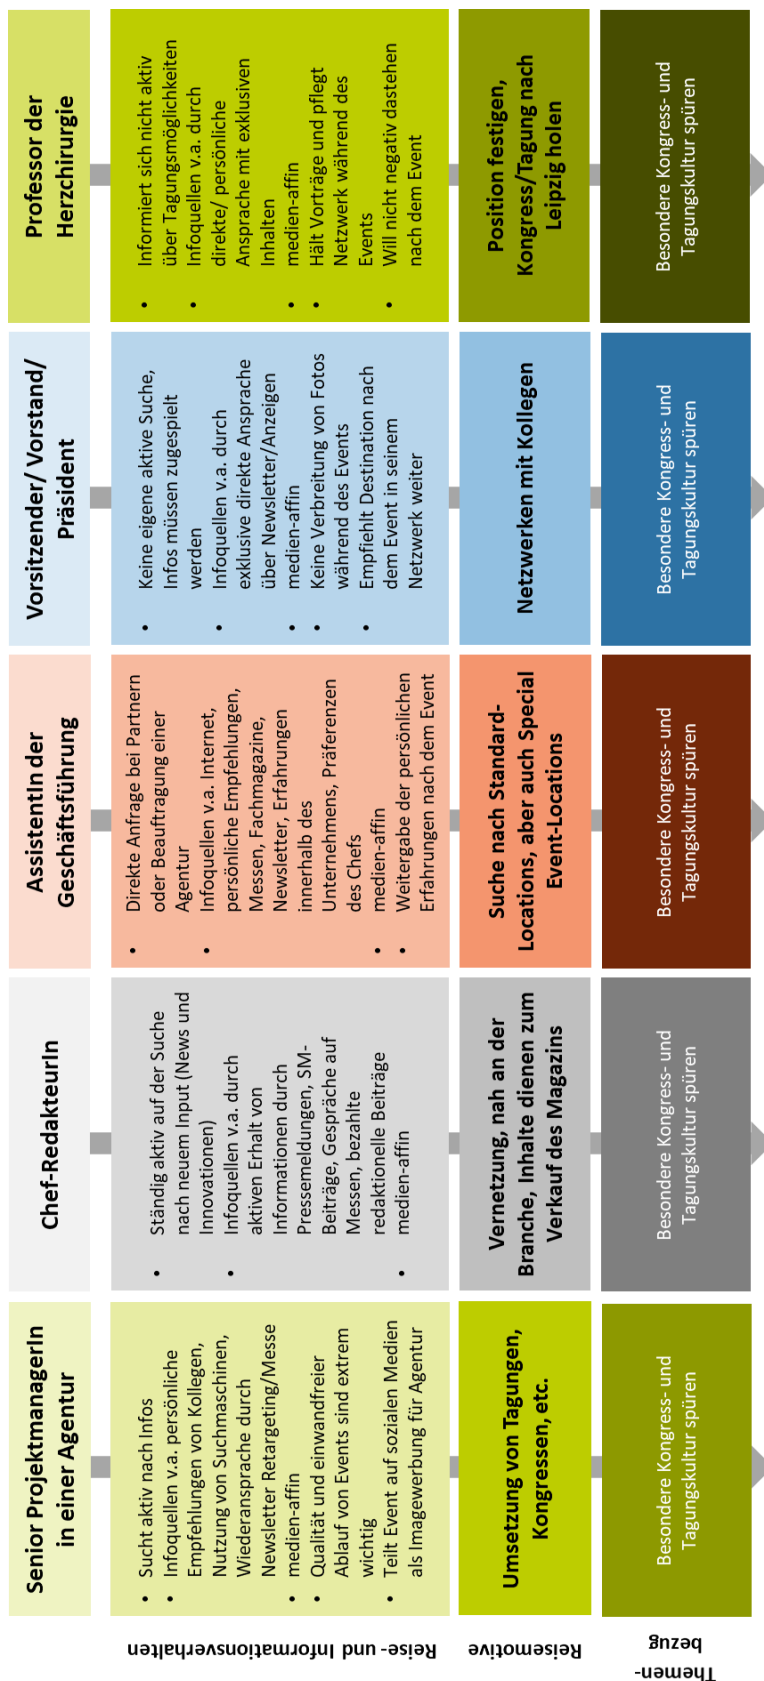 Senior ProjektmanagerIn
in einer Agentur
Chef-RedakteurIn
AssistentIn der
Geschäftsführung
Vorsitzender/ Vorstand/
Präsident
Professor der
Herzchirurgie
Reise- und Informationsverhalten
• Sucht aktiv nach Infos
• Infoquellen v.a. persönliche
Empfehlungen von Kollegen,
Nutzung von Suchmaschinen,
Wiederansprache durch
Newsletter Retargeting/Messe
• medien-affin
• Qualität und einwandfreier
Ablauf von Events sind extrem
wichtig
• Teilt Event auf sozialen Medien
als Imagewerbung für Agentur
• Ständig aktiv auf der Suche
nach neuem Input (News und
Innovationen)
• Infoquellen v.a. durch
aktiven Erhalt von
Informationen durch
Pressemeldungen, SM-
Beiträge, Gespräche auf
Messen, bezahlte
redaktionelle Beiträge
• medien-affin
• Direkte Anfrage bei Partnern
oder Beauftragung einer
Agentur
• Infoquellen v.a. Internet,
persönliche Empfehlungen,
Messen, Fachmagazine,
Newsletter, Erfahrungen
innerhalb des
Unternehmens, Präferenzen
des Chefs
• medien-affin
• Weitergabe der persönlichen
Erfahrungen nach dem Event
• Keine eigene aktive Suche,
Infos müssen zugespielt
werden
• Infoquellen v.a. durch
exklusive direkte Ansprache
über Newsletter/Anzeigen
• medien-affin
• Keine Verbreitung von Fotos
während des Events
• Empfiehlt Destination nach
dem Event in seinem
Netzwerk weiter
• Informiert sich nicht aktiv
über Tagungsmöglichkeiten
• Infoquellen v.a. durch
direkte/ persönliche
Ansprache mit exklusiven
Inhalten
• medien-affin
• Hält Vorträge und pflegt
Netzwerk während des
Events
• Will nicht negativ dastehen
nach dem Event
Reisemotive
Umsetzung von Tagungen,
Kongressen, etc.
Vernetzung, nah an der
Branche, Inhalte dienen zum
Verkauf des Magazins
Suche nach Standard-
Locations, aber auch Special
Event-Locations
Netzwerken mit Kollegen
Position festigen,
Kongress/Tagung nach
Leipzig holen
Themen-
bezug
Besondere Kongress- und
Tagungskultur spüren
Besondere Kongress- und
Tagungskultur spüren
Besondere Kongress- und
Tagungskultur spüren
Besondere Kongress- und
Tagungskultur spüren
Besondere Kongress- und
Tagungskultur spüren